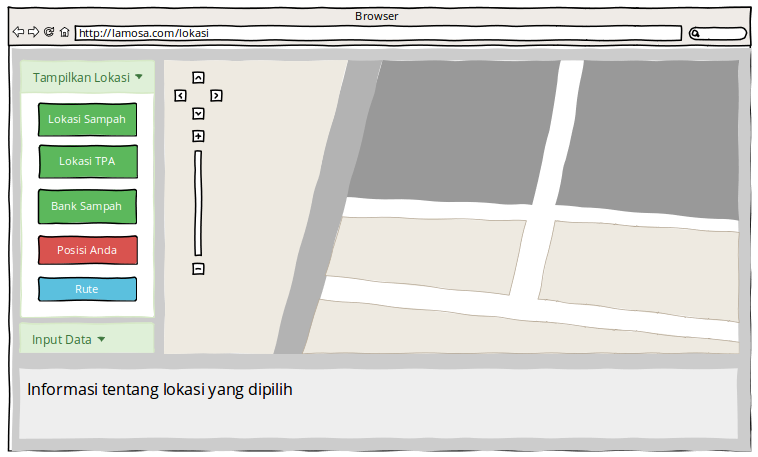 Browser
http://lamosa.com/lokasi
Tampilkan Lokasi
Lokasi Sampah
Lokasi TPA
Bank Sampah
Posisi Anda
Rute
Input Data
Informasi tentang lokasi yang dipilih